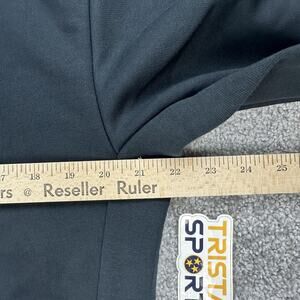 17 18 19 20 21 22 23 24 25
rs @ Reseller Ruler
TRISTA
SPORT